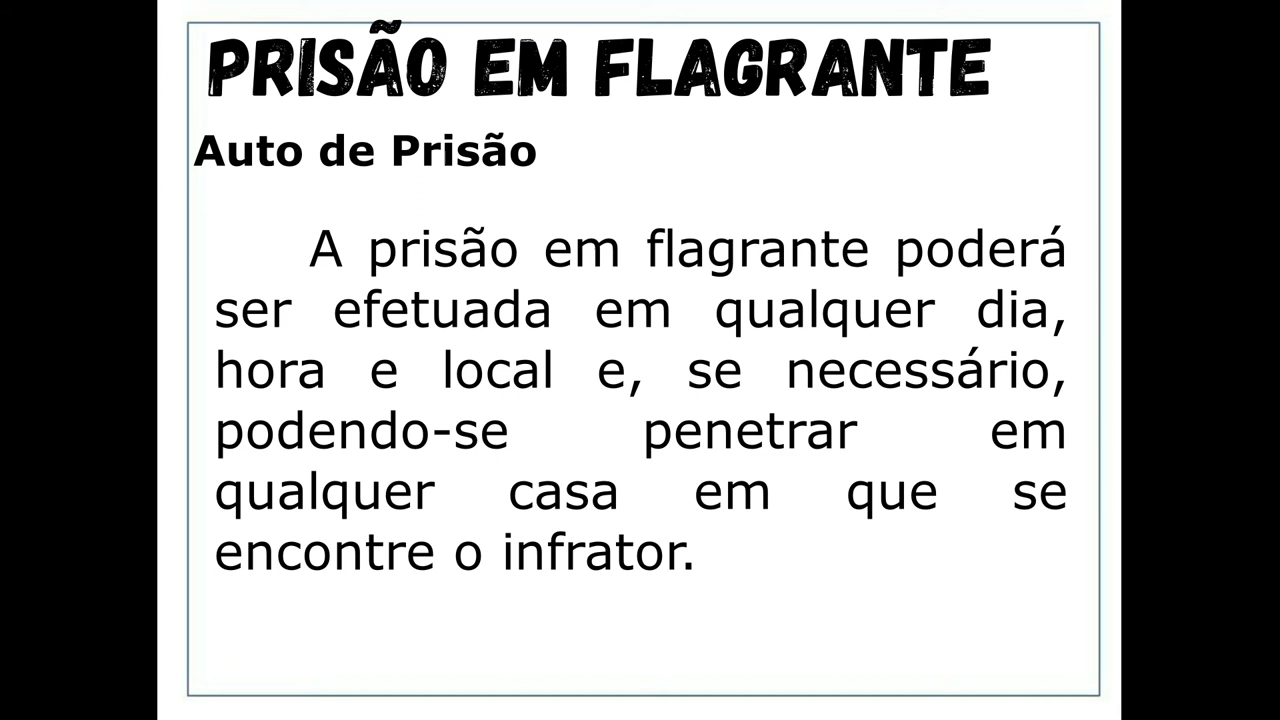 PRISÃO EM FLAGRANTE
Auto de Prisão
A prisão em flagrante poderá
ser efetuada em qualquer dia,
hora e local e, se necessário,
podendo-se penetrar em
qualquer casa em que se
encontre o infrator.